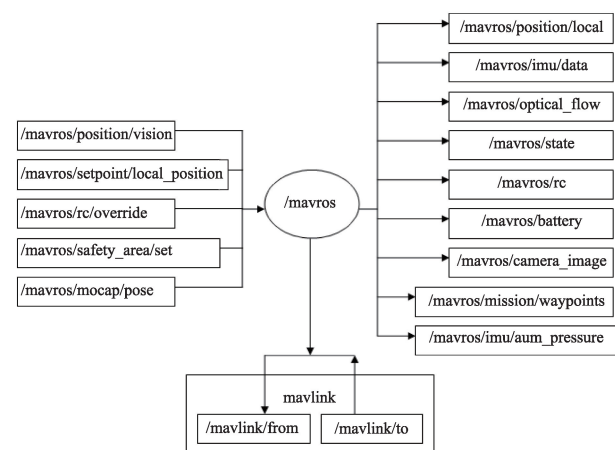 /mavros/position/vision
/mavros/setpoint/local_position
/mavros/rc/override
/mavros/safety_area/set
/mavros/mocap/pose
/mavros
/mavros/position/local
/mavros/imu/data
/mavros/optical_flow
/mavros/state
/mavros/rc
/mavros/battery
/mavros/camera_image
/mavros/mission/waypoints
/mavros/imu/aum_pressure
mavlink
/mavlink/from
/mavlink/to